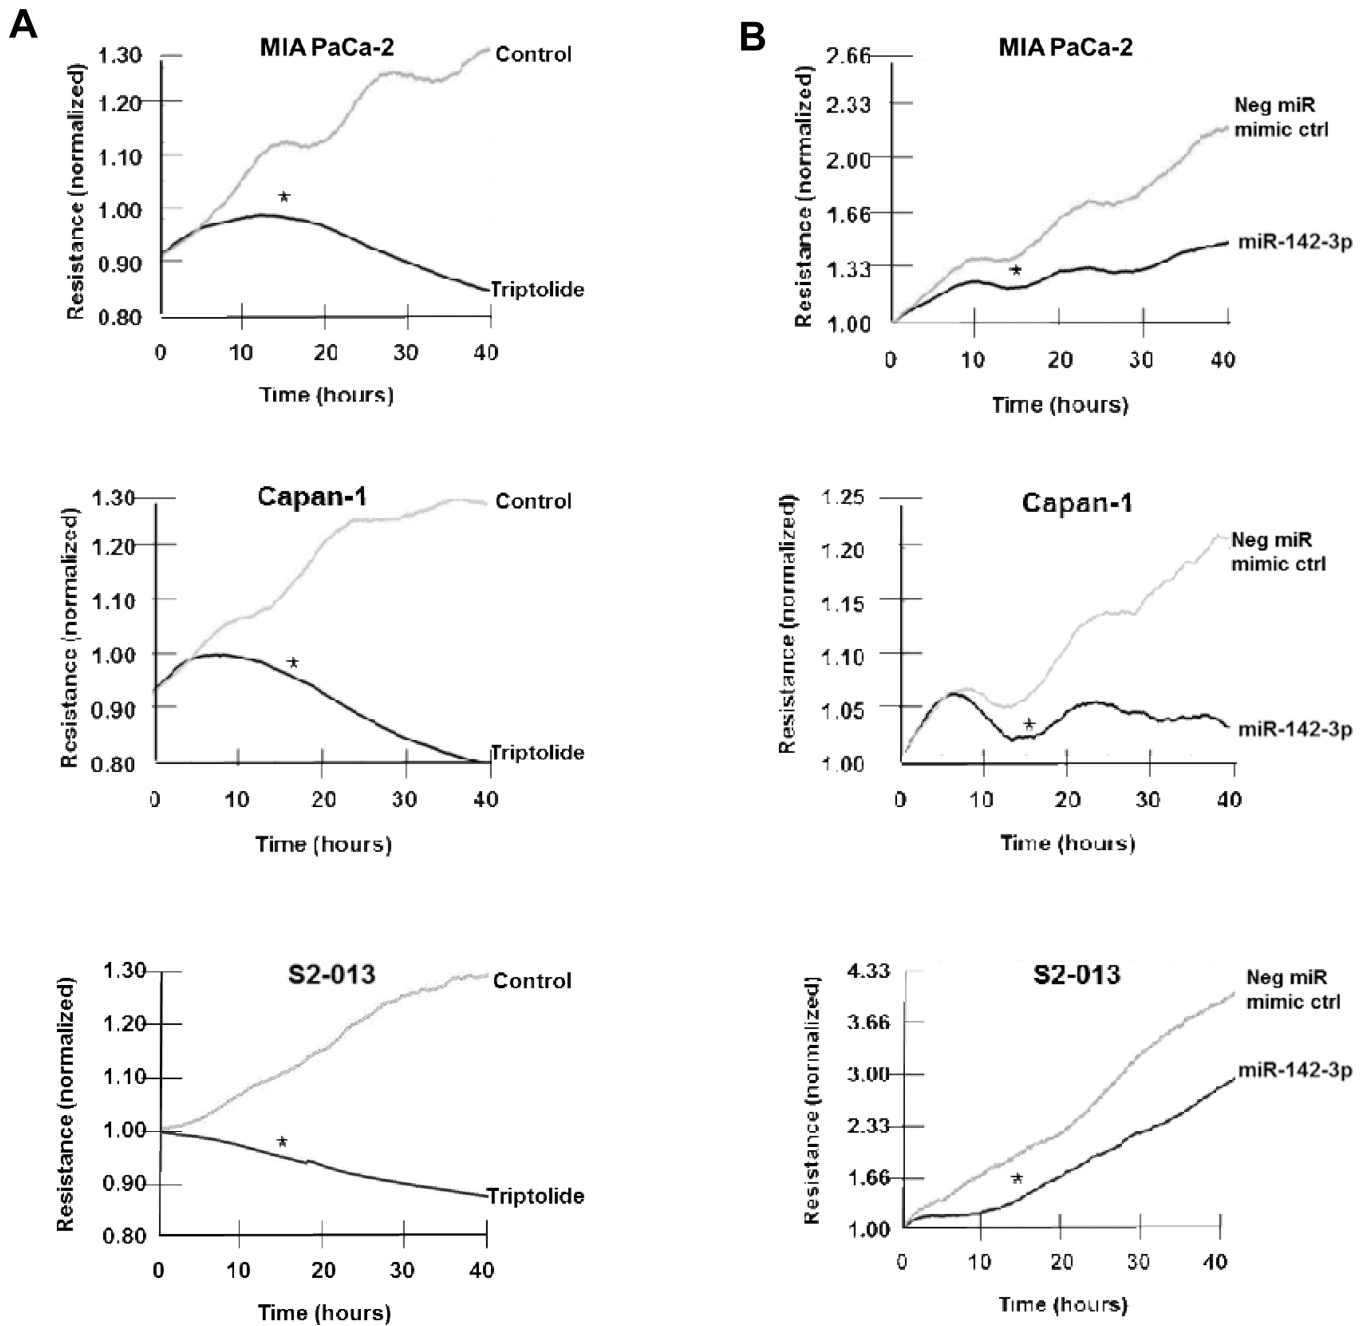 A
MIA PaCa-2
Resistance (normalized)
1.30
1.20
1.10
1.00
0.90
0.80
Control
Triptolide
0 10 20 30 40
Time (hours)
Capan-1
Resistance (normalized)
1.30
1.20
1.10
1.00
0.90
0.80
Control
Triptolide
0 10 20 30 40
Time (hours)
S2-013
Resistance (normalized)
1.30
1.20
1.10
1.00
0.90
0.80
Control
Triptolide
0 10 20 30 40
Time (hours)
B
MIA PaCa-2
Resistance (normalized)
2.66
2.33
2.00
1.66
1.33
1.00
Neg miR
mimic ctrl
miR-142-3p
0 10 20 30 40
Time (hours)
Capan-1
Resistance (normalized)
1.25
1.20
1.15
1.10
1.05
1.00
Neg miR
mimic ctrl
miR-142-3p
0 10 20 30 40
Time (hours)
S2-013
Resistance (normalized)
4.33
3.66
3.00
2.33
1.66
1.00
Neg miR
mimic ctrl
miR-142-3p
0 10 20 30 40
Time (hours)